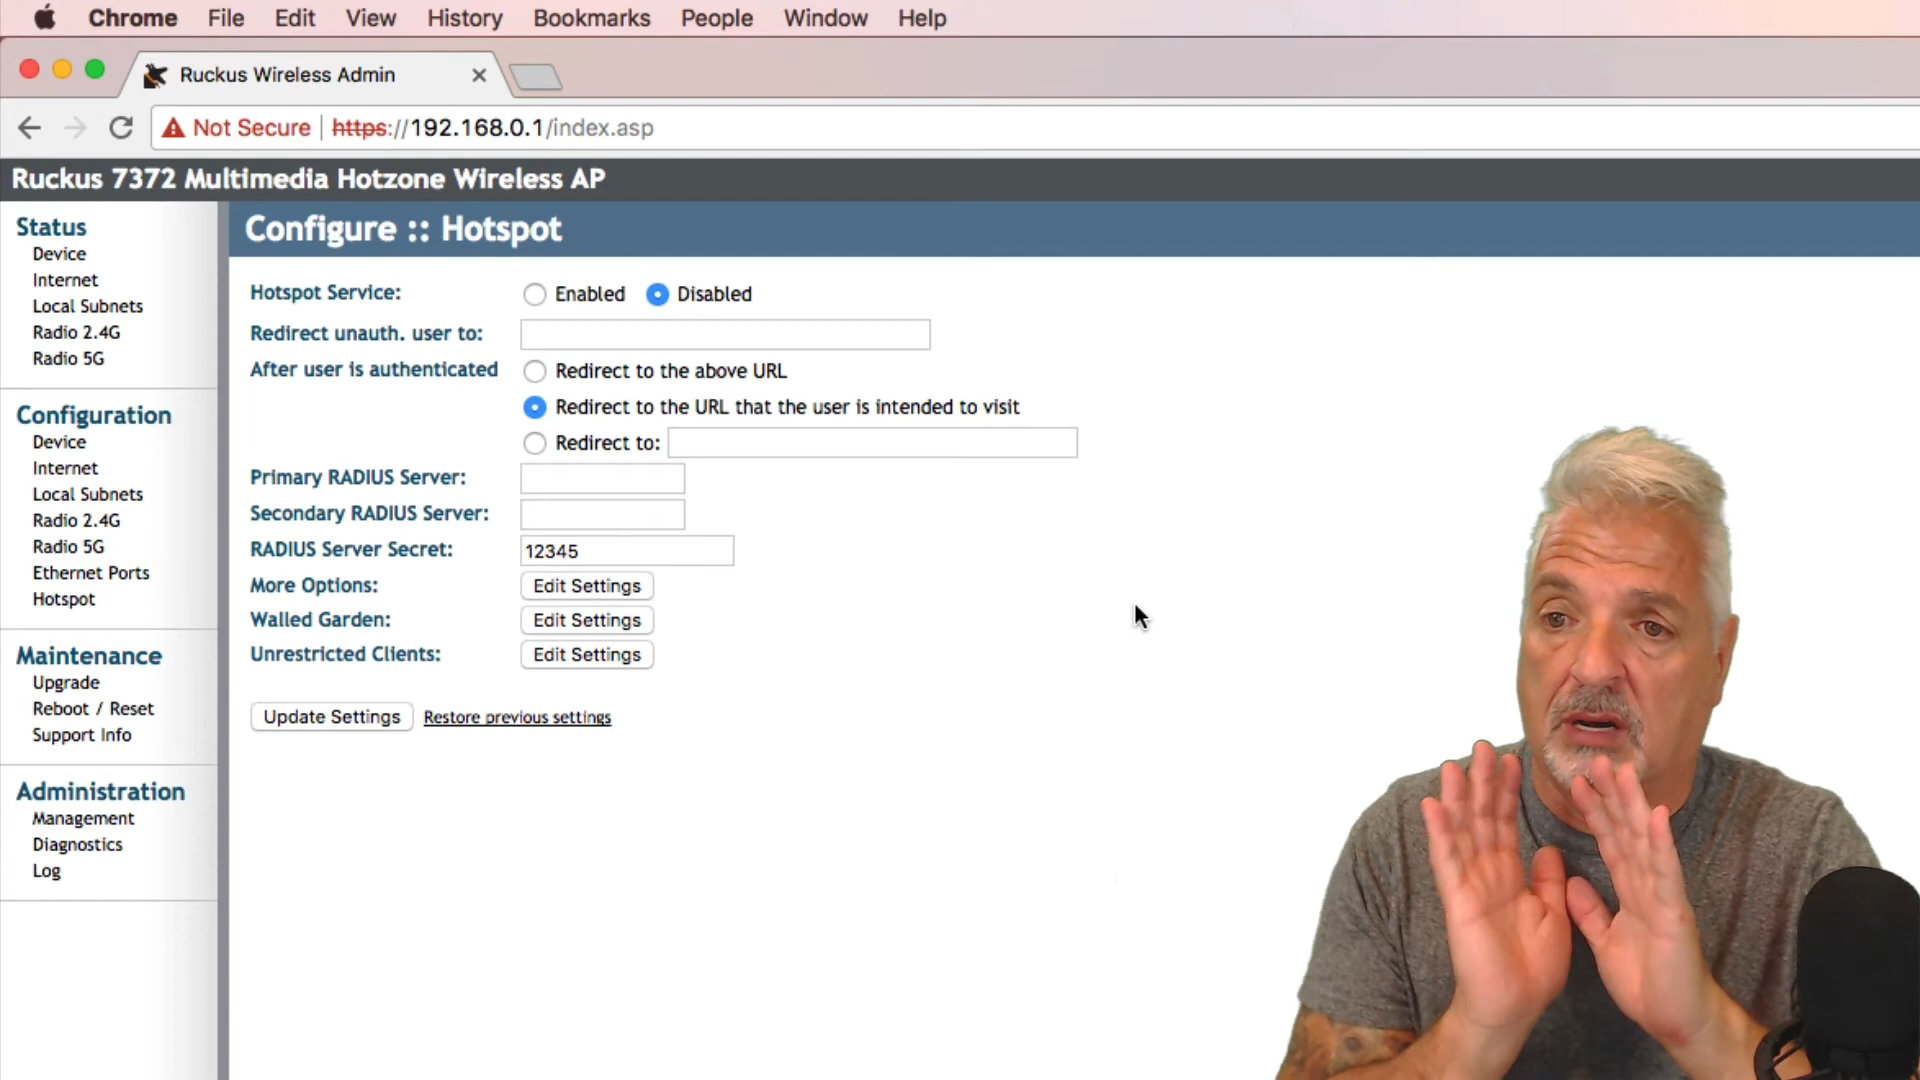 Chrome File Edit View History Bookmarks People Window Help
Ruckus Wireless Admin
Not Secure | https://192.168.0.1/index.asp
Ruckus 7372 Multimedia Hotzone Wireless AP
Status
Device
Internet
Local Subnets
Radio 2.4G
Radio 5G
Configuration
Device
Internet
Local Subnets
Radio 2.4G
Radio 5G
Ethernet Ports
Hotspot
Maintenance
Upgrade
Reboot / Reset
Support Info
Administration
Management
Diagnostics
Log
Configure :: Hotspot
Hotspot Service: Enabled Disabled
Redirect unauth. user to:
After user is authenticated Redirect to the above URL
Redirect to the URL that the user is intended to visit
Redirect to:
Primary RADIUS Server:
Secondary RADIUS Server:
RADIUS Server Secret: 12345
More Options: Edit Settings
Walled Garden: Edit Settings
Unrestricted Clients: Edit Settings
Update Settings Restore previous settings